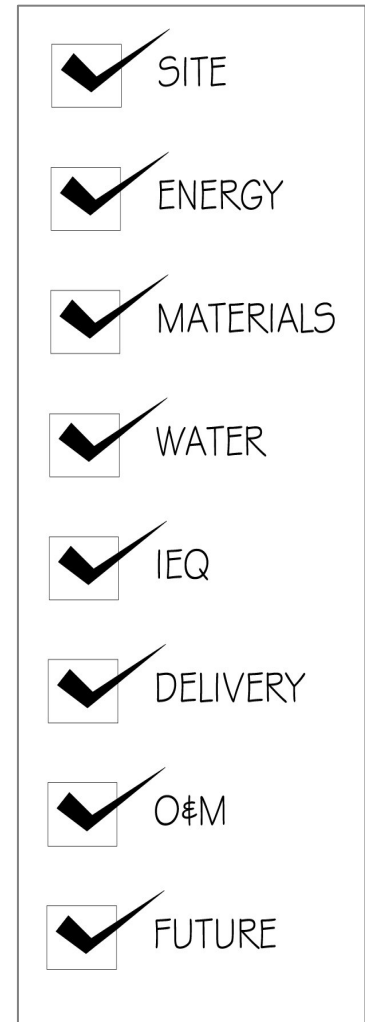 SITE
ENERGY
MATERIALS
WATER
IEQ
DELIVERY
O&M
FUTURE